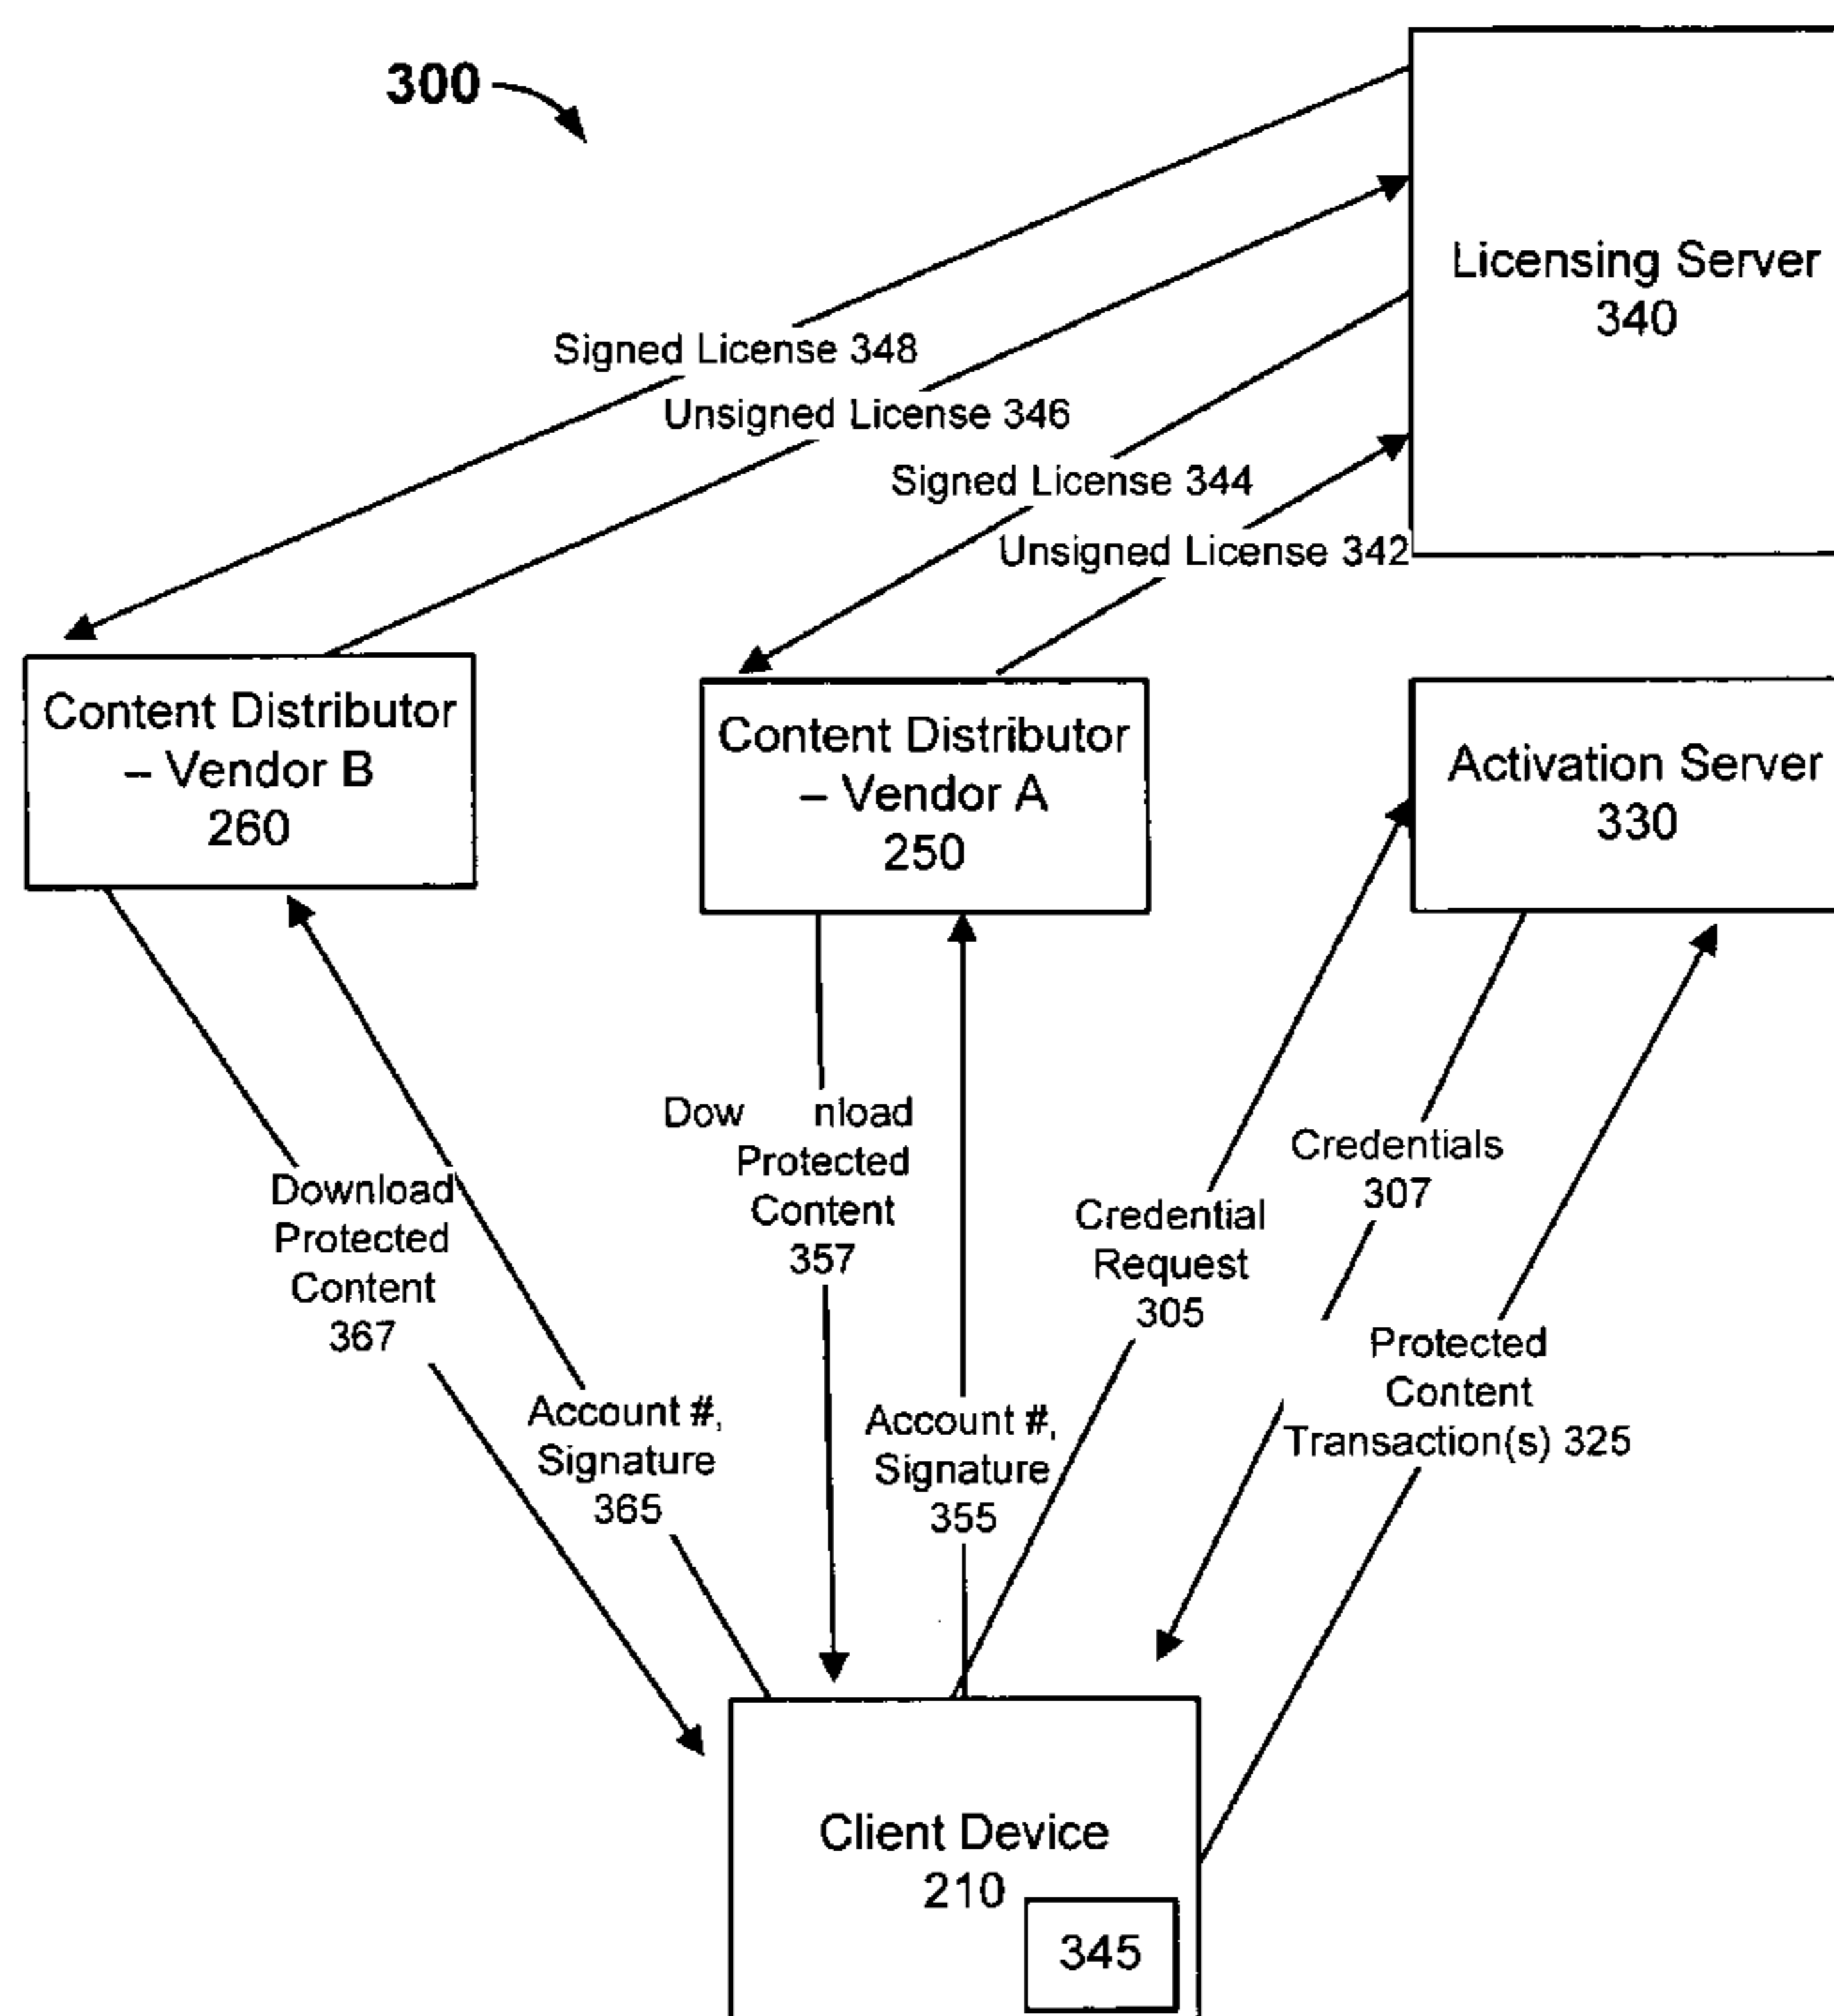 300
Licensing Server
340
Signed License 348
Unsigned License 346
Signed License 344
Unsigned License 342
Content Distributor
– Vendor B
260
Content Distributor
– Vendor A
250
Activation Server
330
Download
Protected
Content
367
Account #,
Signature
365
Dow nload
Protected
Content
357
Account #,
Signature
355
Credential
Request
305
Credentials
307
Protected
Content
Transaction(s) 325
Client Device
210
345